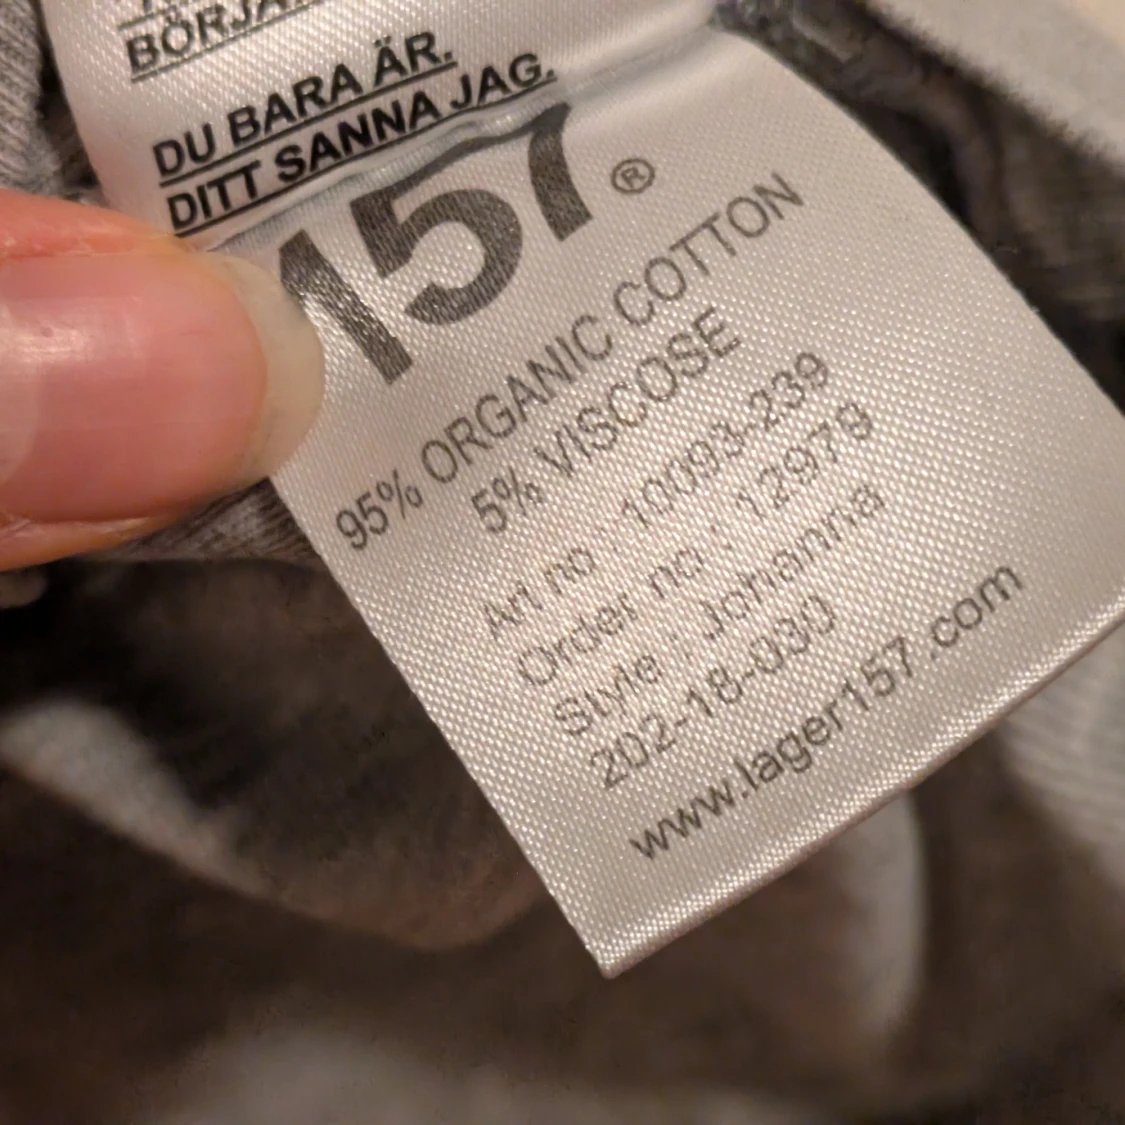 BÖRJA
DU BARA ÄR.
DITT SANNA JAG.
157®
95% ORGANIC COTTON
5% VISCOSE
Art no : 10093-239
Order no : 12979
Style : Johanna
202-18-030
www.lager157.com